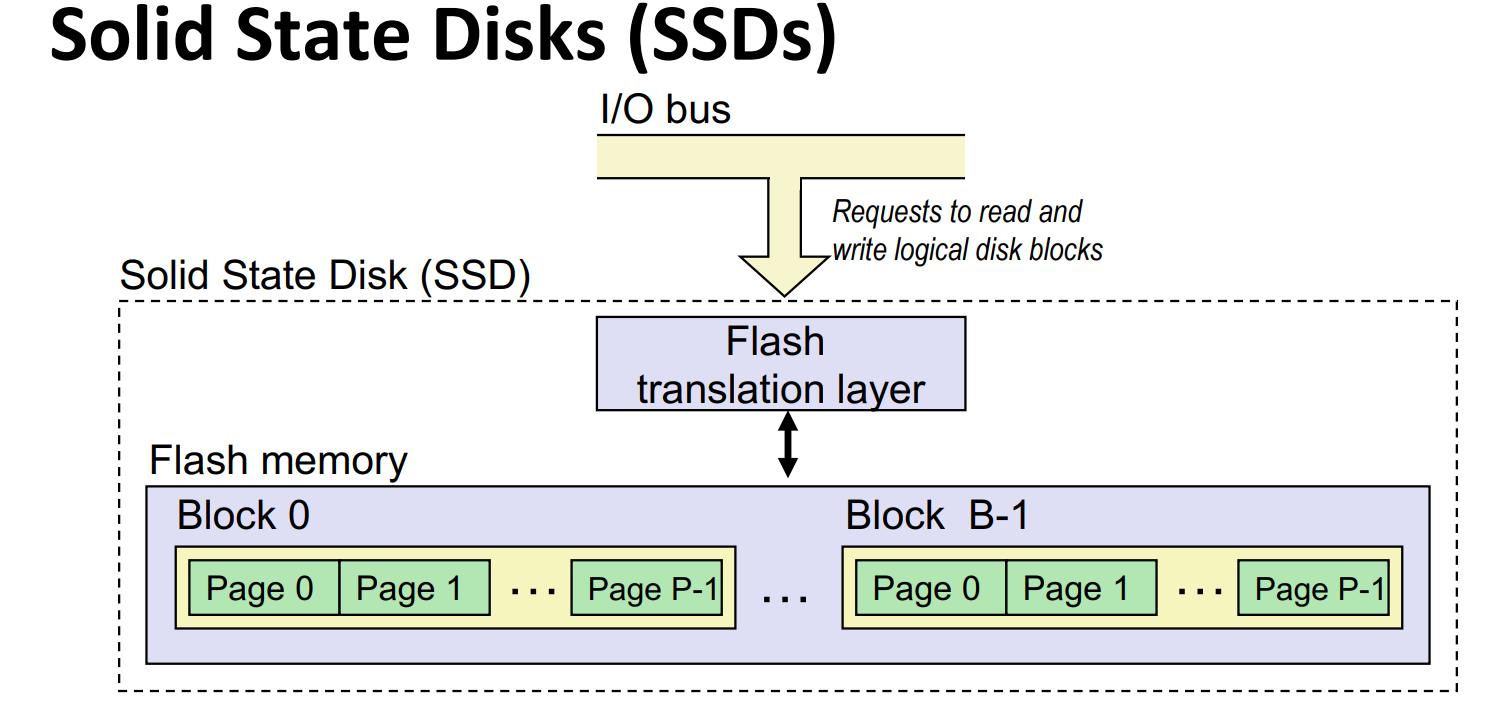 Solid State Disks (SSDs)
I/O bus
Requests to read and
write logical disk blocks
Solid State Disk (SSD)
Flash
translation layer
Flash memory
Block 0
Block B-1
Page 0 Page 1 ... Page P-1 ... Page 0 Page 1 ... Page P-1